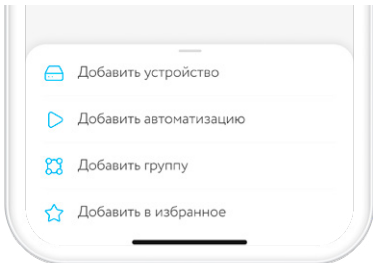 Добавить устройство
Добавить автоматизацию
Добавить группу
Добавить в избранное